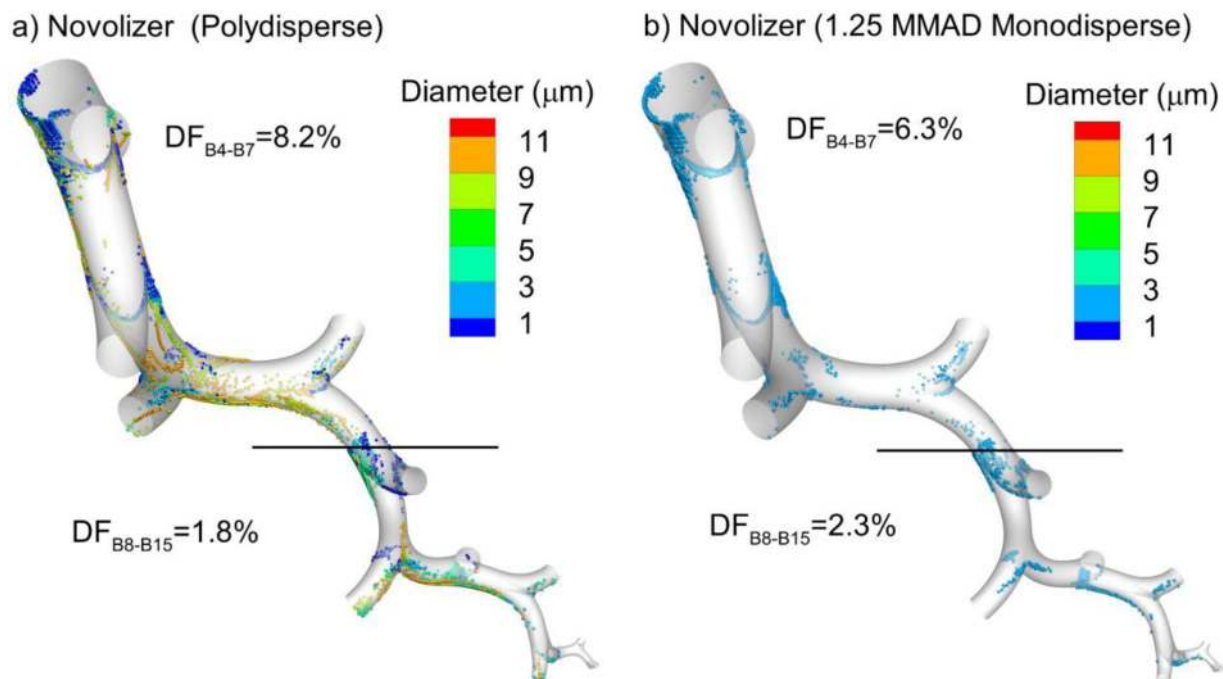 a) Novolizer (Polydisperse)
Diameter (μm)
11
9
7
5
3
1
DF_B4-B7=8.2%
DF_B8-B15=1.8%
b) Novolizer (1.25 MMAD Monodisperse)
Diameter (μm)
11
9
7
5
3
1
DF_B4-B7=6.3%
DF_B8-B15=2.3%